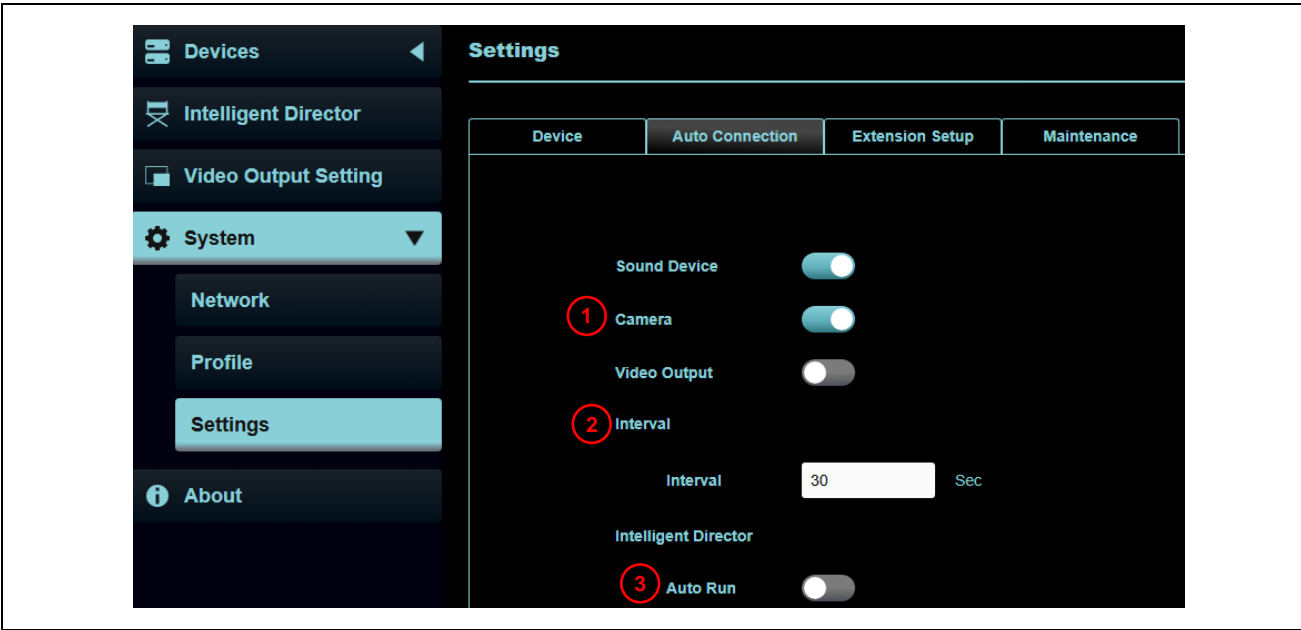 Devices
Intelligent Director
Video Output Setting
System
Network
Profile
Settings
About
Settings
Device Auto Connection Extension Setup Maintenance
Sound Device
1 Camera
Video Output
2 Interval
Interval 30 Sec
Intelligent Director
3 Auto Run